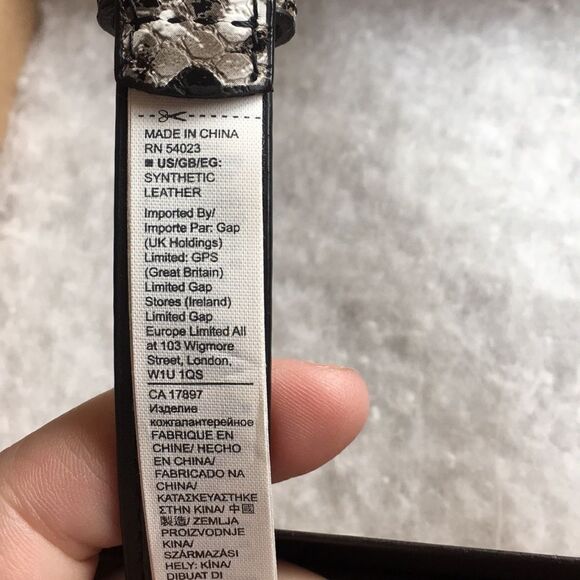 MADE IN CHINA
RN 54023
■ US/GB/EG:
SYNTHETIC
LEATHER
Imported By/
Importe Par: Gap
(UK Holdings)
Limited: GPS
(Great Britain)
Limited Gap
Stores (Ireland)
Limited Gap
Europe Limited All
at 103 Wigmore
Street, London,
W1U 1QS
CA 17897
Изделие
кожгалантерейное
FABRIQUE EN
CHINE/ HECHO
EN CHINA/
FABRICADO NA
CHINA/
ΚΑΤΑΣΚΕΥΑΣΤΗΚΕ
ΣΤΗΝ ΚΙΝΑ/ 中國
製造/ ZEMLJA
PROIZVODNJE
KINA/
SZÁRMAZÁSI
HELY: KÍNA/
DIBUAT DI